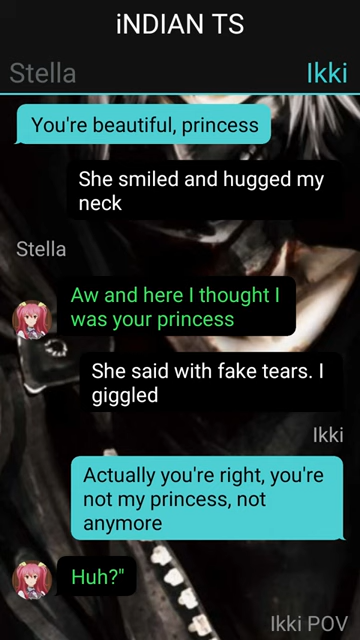 iNDIAN TS
Stella
Ikki
You're beautiful, princess
She smiled and hugged my
neck
Stella
Aw and here I thought I
was your princess
She said with fake tears. I
giggled
Ikki
Actually you're right, you're
not my princess, not
anymore
Huh?"
Ikki POV